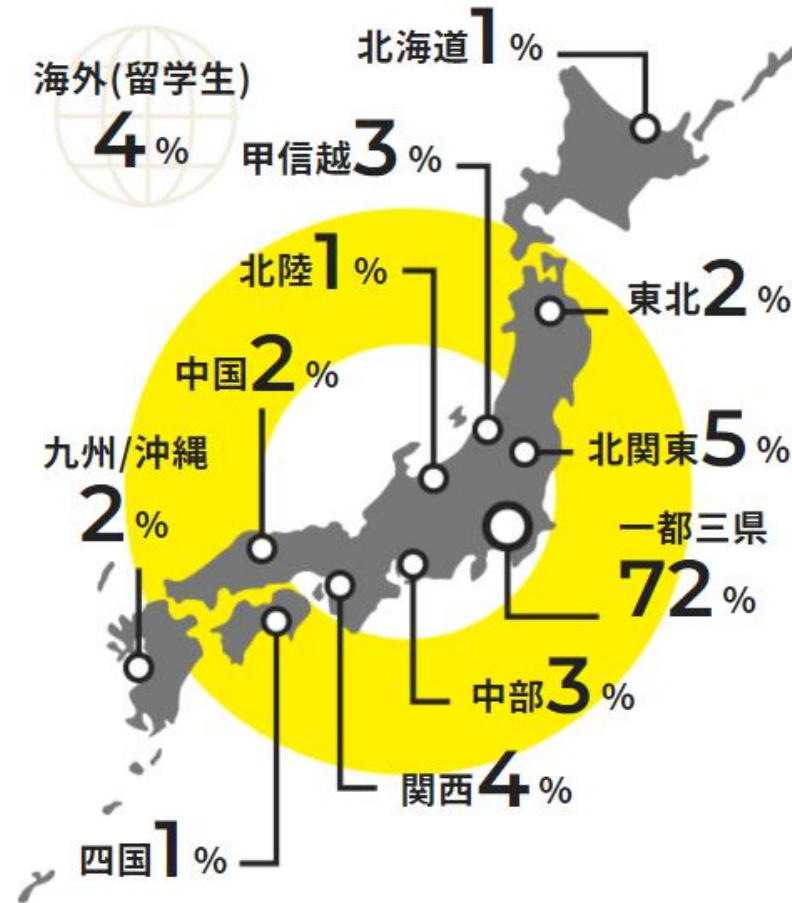 北海道1%
海外(留学生)
4%
甲信越3%
北陸1%
東北2%
中国2%
北関東5%
九州/沖縄
2%
一都三県
72%
中部3%
関西4%
四国1%